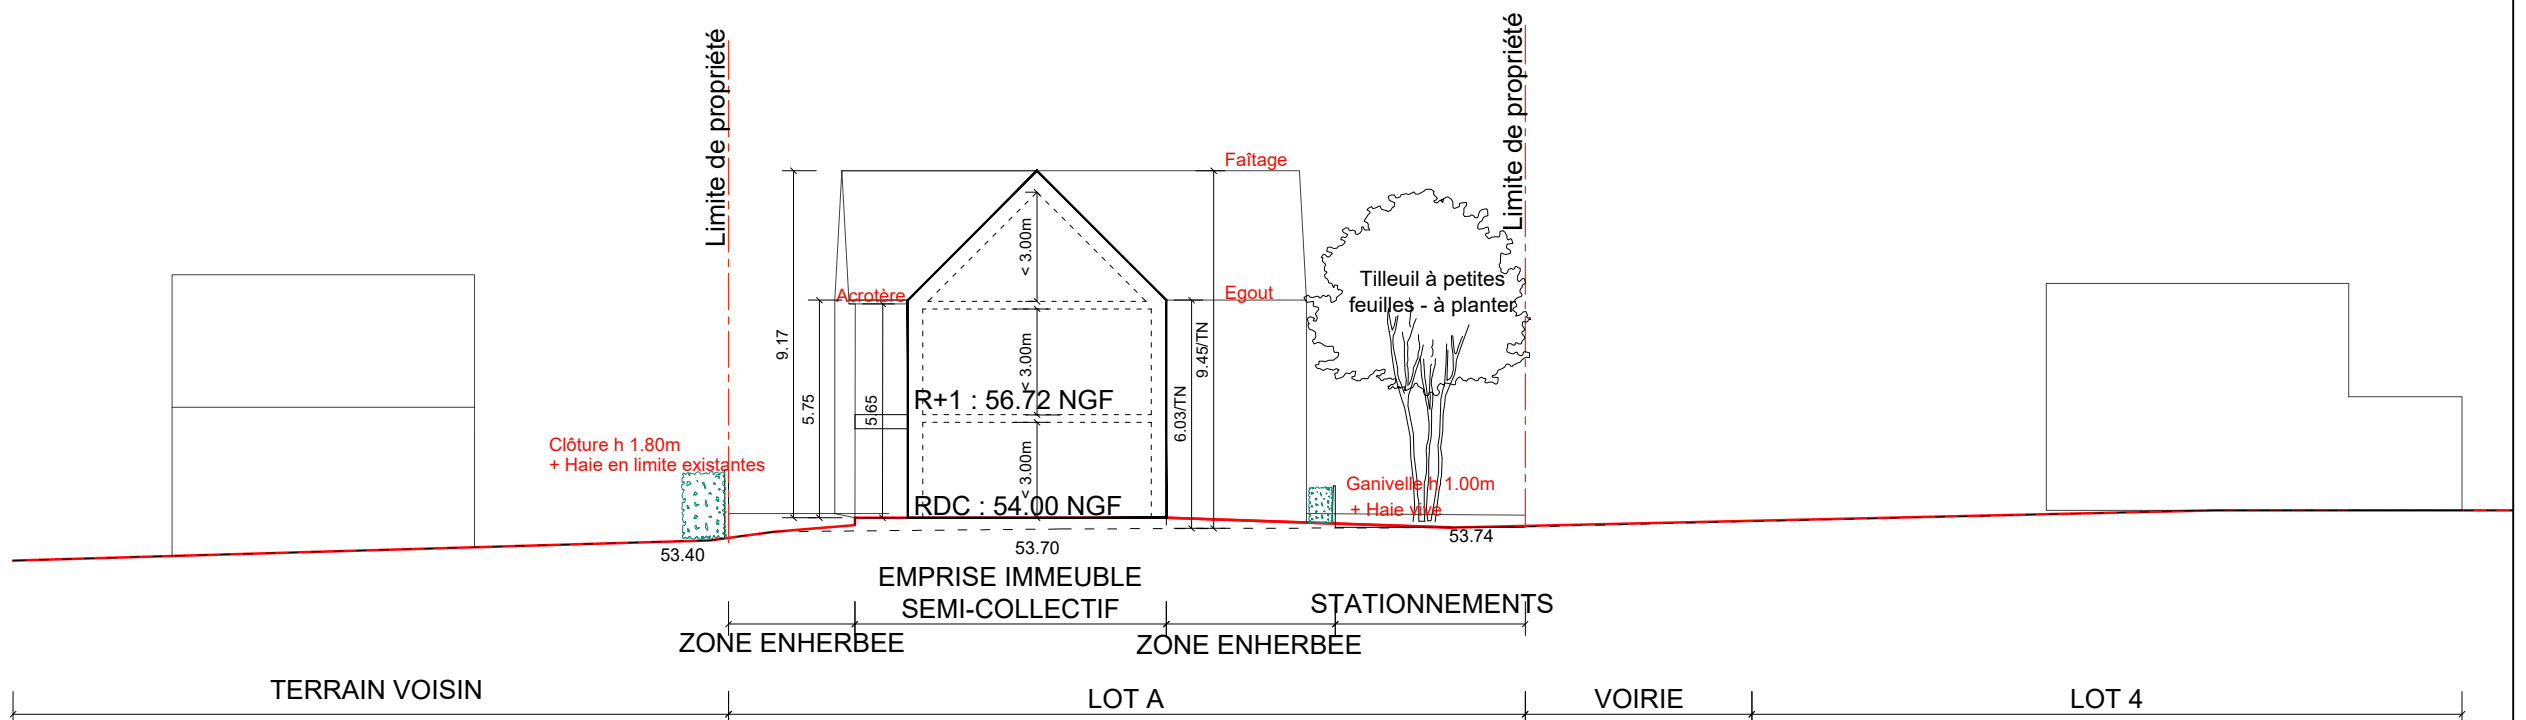 Limite de propriété
Limite de propriété
Faîtage
Acrotère
Egout
Tilleuil à petites
feuilles - à planter
9.17
5.75
5.65
< 3.00m
< 3.00m
< 3.00m
6.03/TN
9.45/TN
R+1 : 56.72 NGF
RDC : 54.00 NGF
Clôture h 1.80m
+ Haie en limite existantes
Ganivelle h 1.00m
+ Haie vive
53.40
53.70
53.74
EMPRISE IMMEUBLE
SEMI-COLLECTIF
STATIONNEMENTS
ZONE ENHERBEE
ZONE ENHERBEE
TERRAIN VOISIN
LOT A
VOIRIE
LOT 4